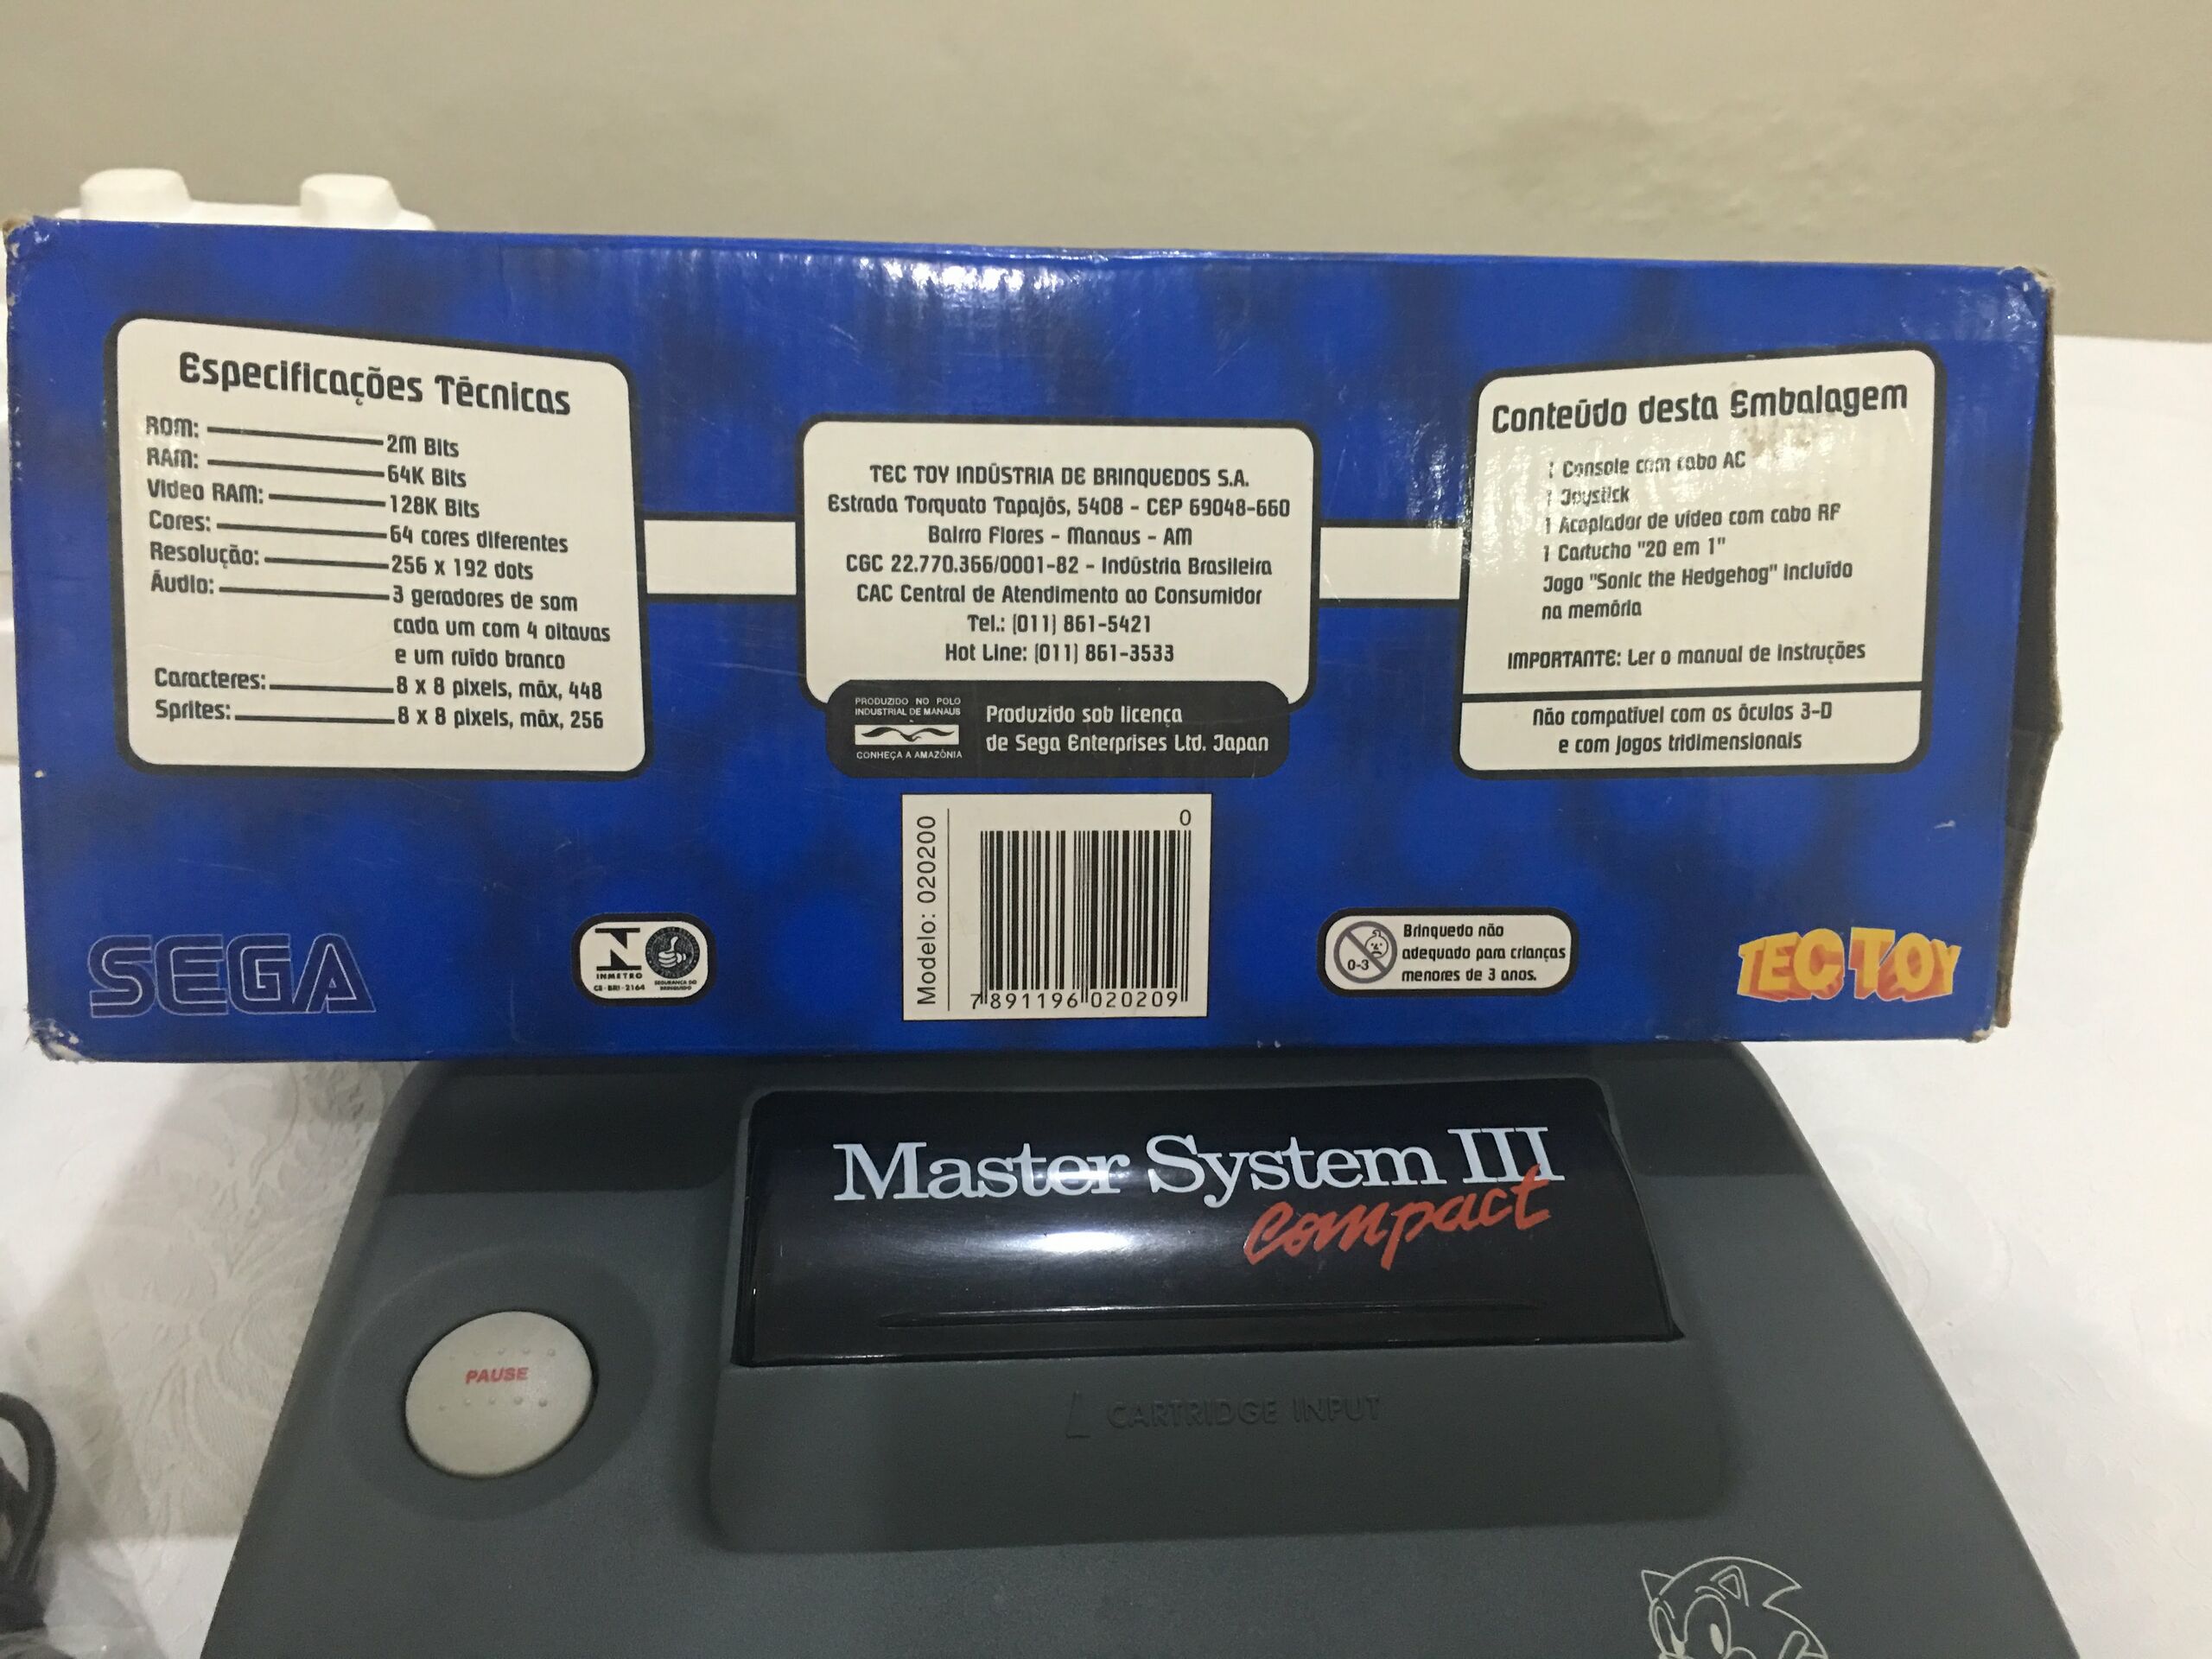 Especificações Técnicas
ROM: 2M Bits
RAM: 64K Bits
Video RAM: 128K Bits
Cores: 64 cores diferentes
Resolução: 256 x 192 dots
Áudio: 3 geradores de som
cada um com 4 oitavas
e um ruído branco
Caracteres: 8 x 8 pixels, máx, 448
Sprites: 8 x 8 pixels, máx, 256
TEC TOY INDÚSTRIA DE BRINQUEDOS S.A.
Estrada Torquato Tapajós, 5408 - CEP 69048-660
Bairro Flores - Manaus - AM
CGC 22.770.366/0001-82 - Indústria Brasileira
CAC Central de Atendimento ao Consumidor
Tel.: (011) 861-5421
Hot Line: (011) 861-3533
PRODUZIDO NO POLO
INDUSTRIAL DE MANAUS
CONHEÇA A AMAZÔNIA
Produzido sob licença
de Sega Enterprises Ltd. Japan
Conteúdo desta Embalagem
1 Console com cabo AC
1 Joystick
1 Acoplador de vídeo com cabo RF
1 Cartucho "20 em 1"
Jogo "Sonic the Hedgehog" incluído
na memória
IMPORTANTE: Ler o manual de instruções
Não compatível com os óculos 3-D
e com jogos tridimensionais
SEGA
INMETRO
CE-BRI-2164
SEGURANÇA DO
BRINQUEDO
Modelo: 020200
0
7 891196 020209
0-3
Brinquedo não
adequado para crianças
menores de 3 anos.
TEC TOY
Master System III
compact
PAUSE
CARTRIDGE INPUT